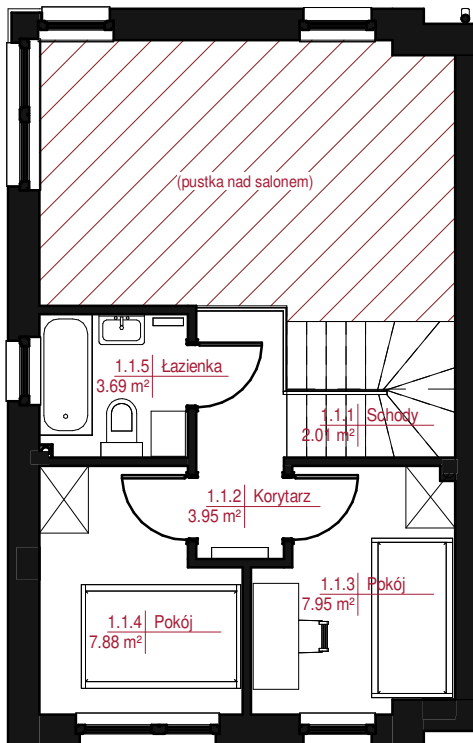 (pustka nad salonem)
1.1.5 Łazienka
3.69 m²
1.1.1 Schody
2.01 m²
1.1.2 Korytarz
3.95 m²
1.1.3 Pokój
7.95 m²
1.1.4 Pokój
7.88 m²